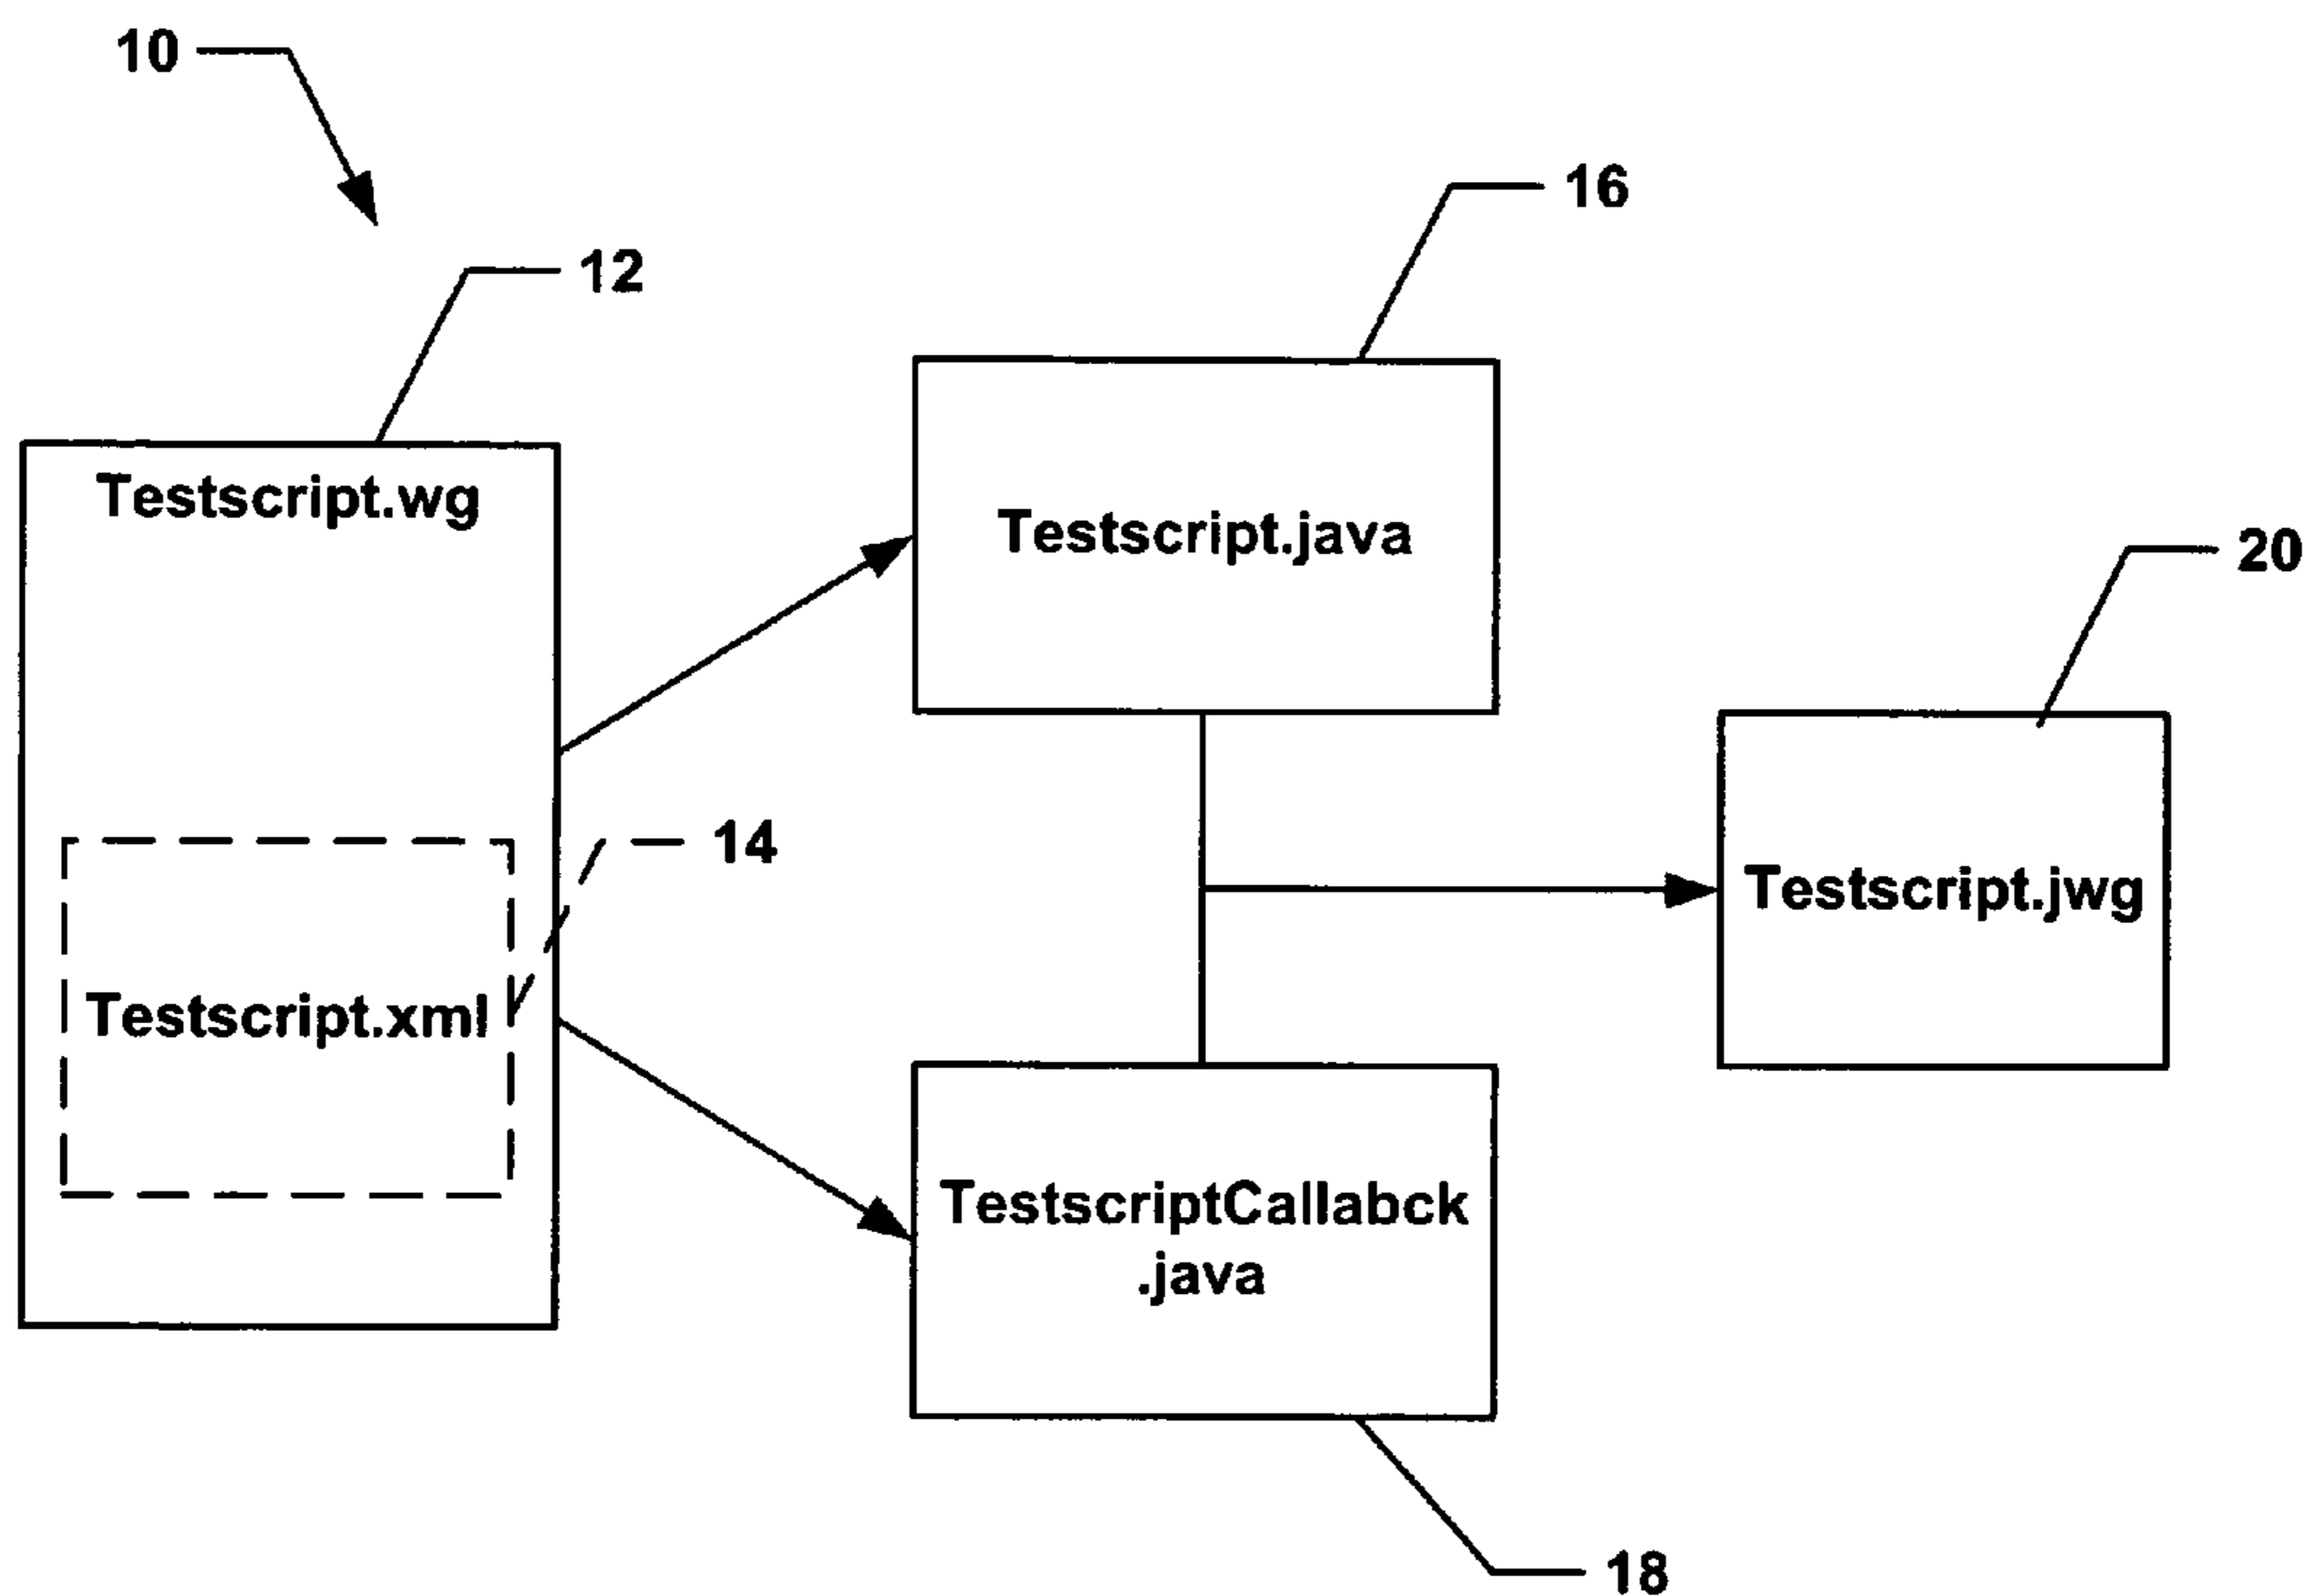 10
16
12
Testscript.wg
Testscript.java
20
14
Testscript.jwg
Testscript.xml
TestscriptCallabck
.java
18